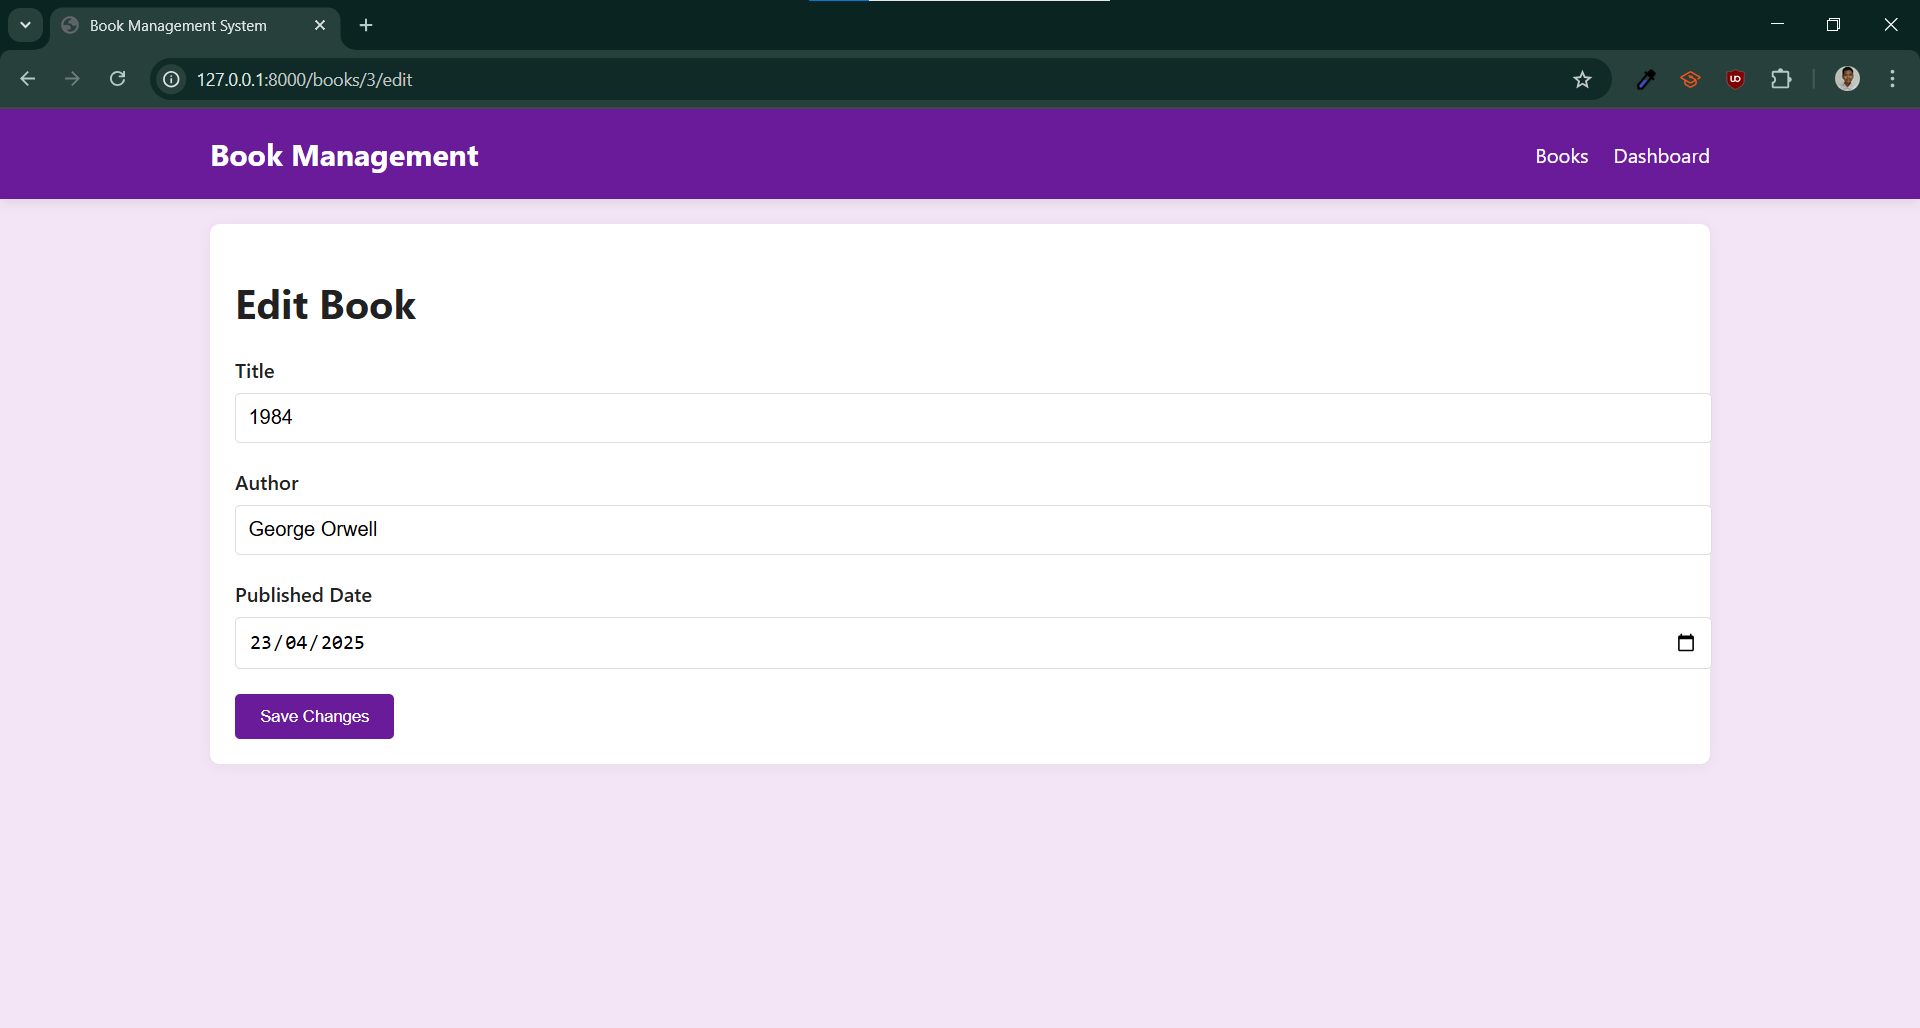 Book Management System
127.0.0.1:8000/books/3/edit
Book Management
Books Dashboard
Edit Book
Title
1984
Author
George Orwell
Published Date
23/04/2025
Save Changes